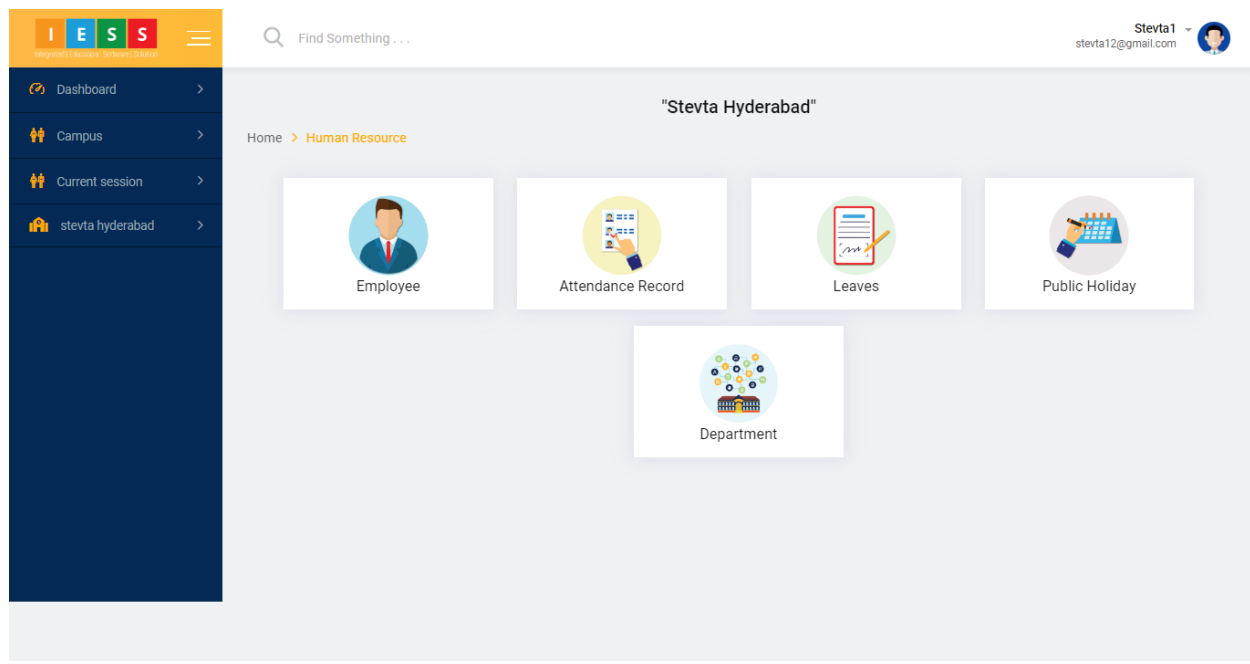 I E S S
Find Something . . .
Stevta1
stevta12@gmail.com
Dashboard
Campus
Current session
stevta hyderabad
"Stevta Hyderabad"
Home > Human Resource
Employee
Attendance Record
Leaves
Public Holiday
Department